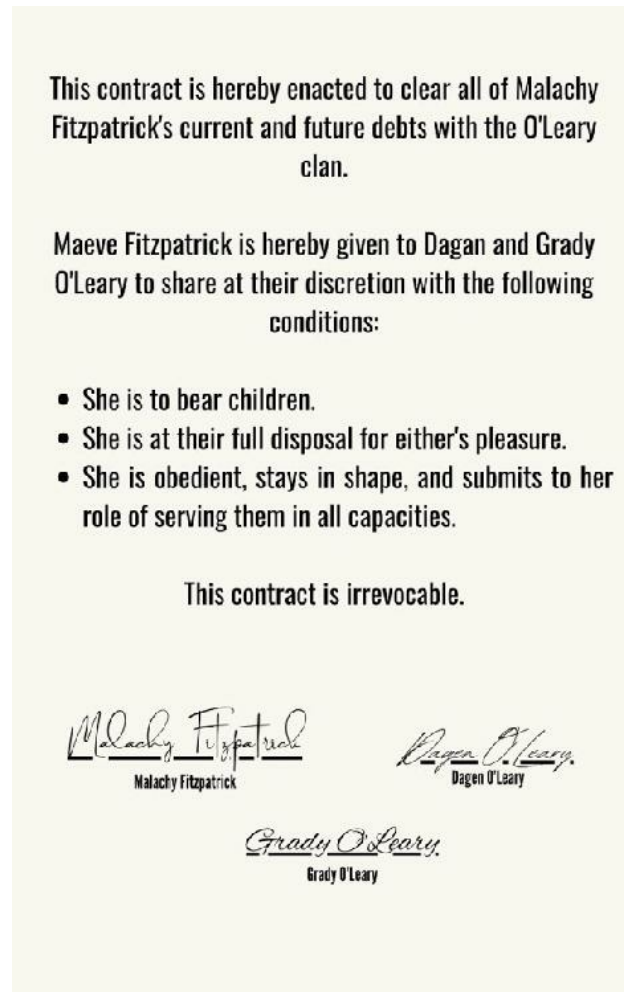 This contract is hereby enacted to clear all of Malachy
Fitzpatrick's current and future debts with the O'Leary
clan.
Maeve Fitzpatrick is hereby given to Dagan and Grady
O'Leary to share at their discretion with the following
conditions:
• She is to bear children.
• She is at their full disposal for either's pleasure.
• She is obedient, stays in shape, and submits to her
role of serving them in all capacities.
This contract is irrevocable.
Malachy Fitzpatrick
Dagen O'Leary.
Malachy Fitzpatrick
Dagen O'Leary
Grady O'Leary.
Grady O'Leary